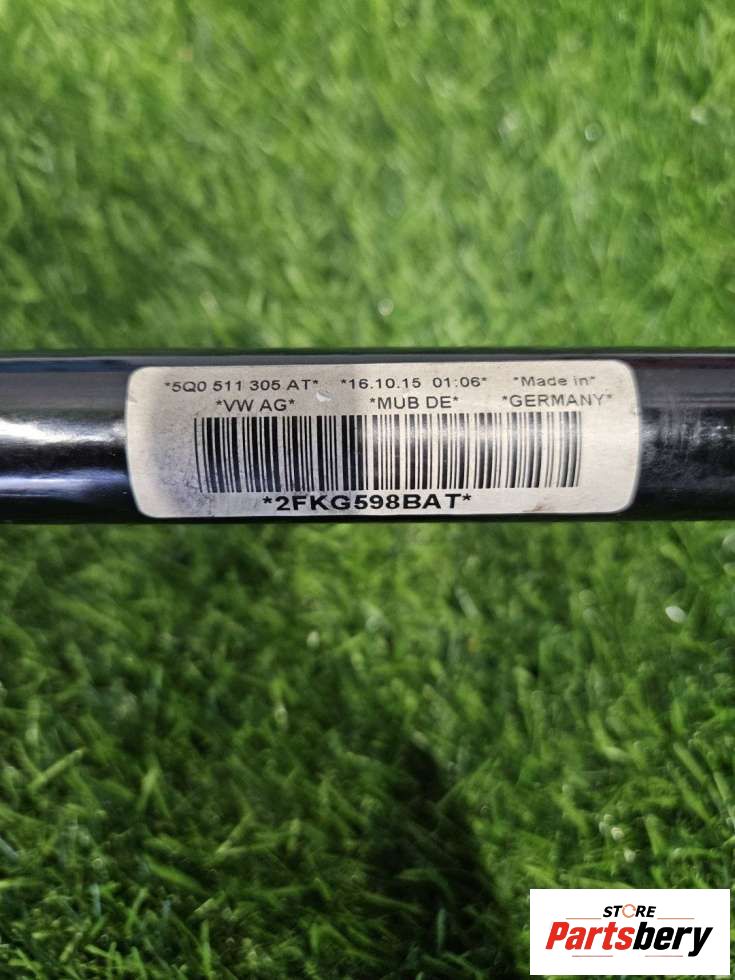 *5Q0 511 305 AT* *16.10.15 01:06* *Made in*
*VW AG* *MUB DE* *GERMANY*
*2FKG598BAT*
STORE
Partsbery